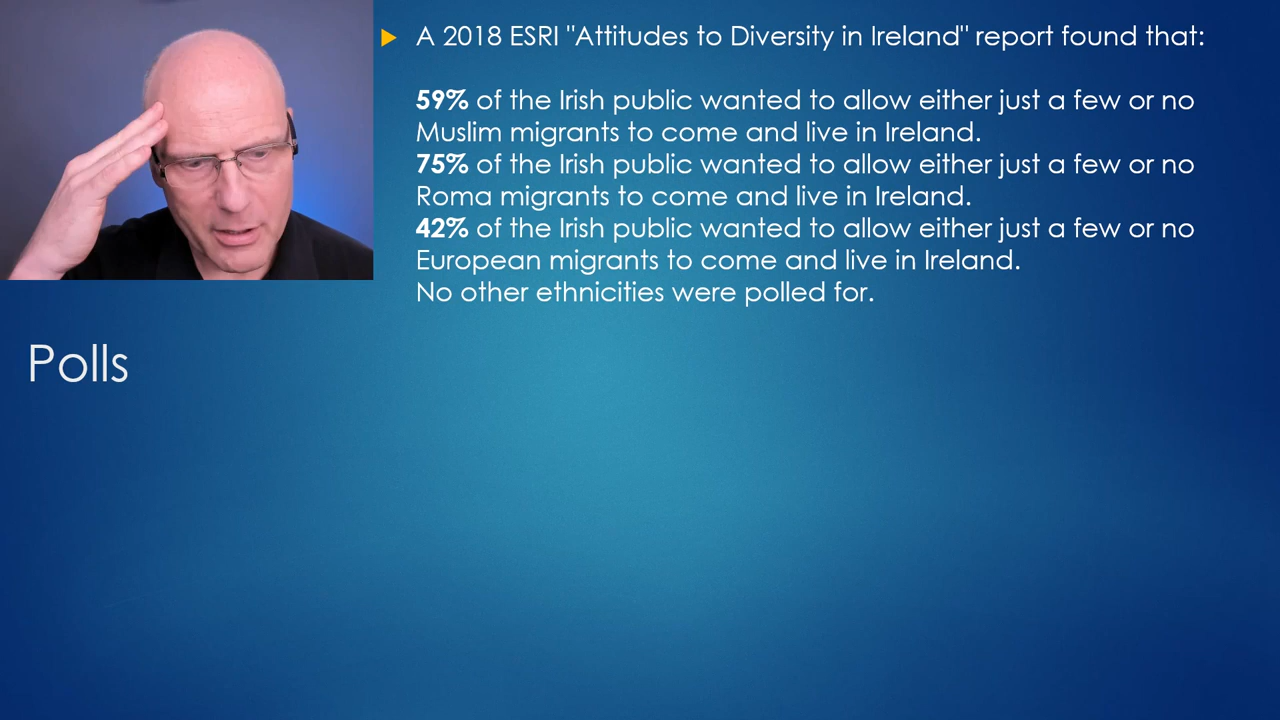 A 2018 ESRI "Attitudes to Diversity in Ireland" report found that:
59% of the Irish public wanted to allow either just a few or no
Muslim migrants to come and live in Ireland.
75% of the Irish public wanted to allow either just a few or no
Roma migrants to come and live in Ireland.
42% of the Irish public wanted to allow either just a few or no
European migrants to come and live in Ireland.
No other ethnicities were polled for.
Polls